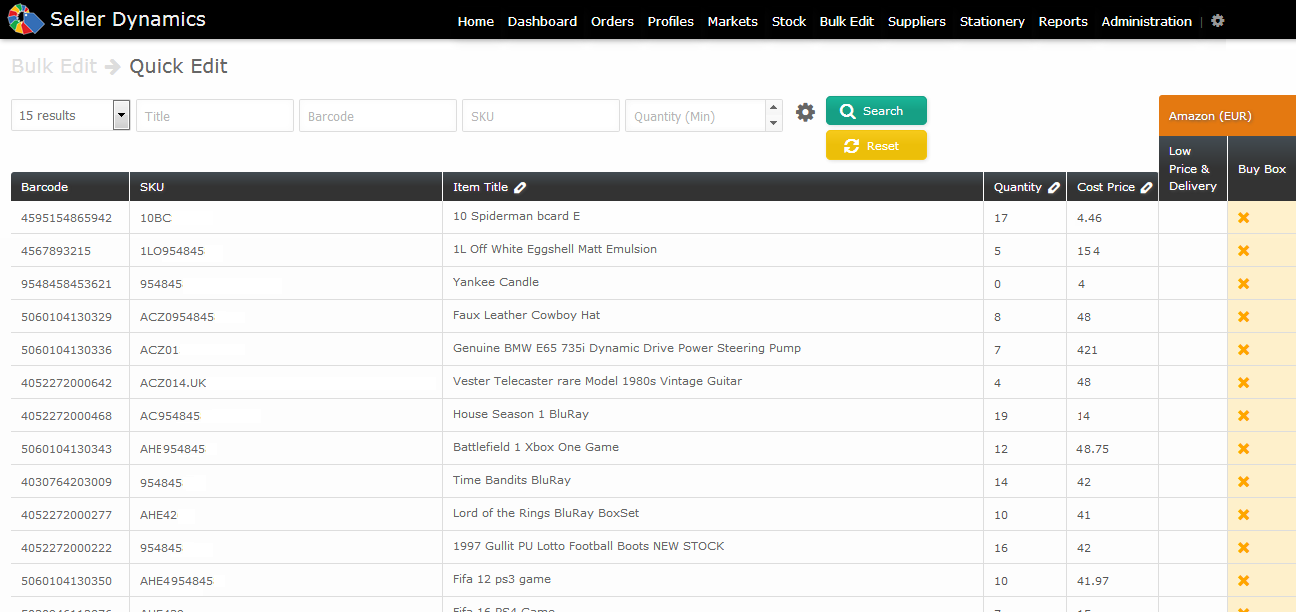 Seller Dynamics
Home Dashboard Orders Profiles Markets Stock Bulk Edit Suppliers Stationery Reports Administration |
Bulk Edit Quick Edit
15 results Title Barcode SKU Quantity (Min) Search
Reset
Amazon (EUR)
Low Price & Delivery Buy Box
Barcode SKU Item Title Quantity Cost Price
4595154865942 10BC 10 Spiderman bcard E 17 4.46
4567893215 1LO954845 1L Off White Eggshell Matt Emulsion 5 154
9548458453621 954845 Yankee Candle 0 4
5060104130329 ACZ0954845 Faux Leather Cowboy Hat 8 48
5060104130336 ACZ01 Genuine BMW E65 735i Dynamic Drive Power Steering Pump 7 421
4052272000642 ACZ014.UK Vester Telecaster rare Model 1980s Vintage Guitar 4 48
4052272000468 AC954845 House Season 1 BluRay 19 14
5060104130343 AHE954845 Battlefield 1 Xbox One Game 12 48.75
4030764203009 954845 Time Bandits BluRay 14 42
4052272000277 AHE42 Lord of the Rings BluRay BoxSet 10 41
4052272000222 954845 1997 Gullit PU Lotto Football Boots NEW STOCK 16 42
5060104130350 AHE4954845 Fifa 12 ps3 game 10 41.97
Fifa 16 PS4 Game